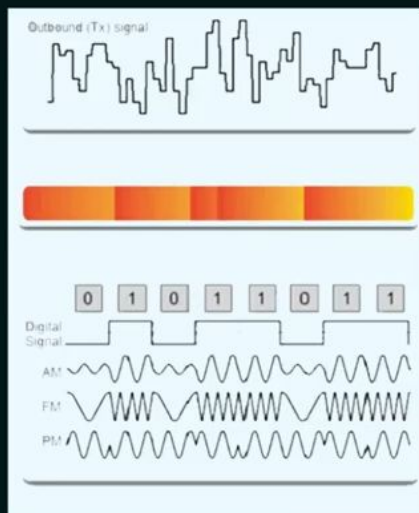 Outbound (Tx) signal
0 1 0 1 1 0 1 1
Digital
Signal
AM
FM
PM